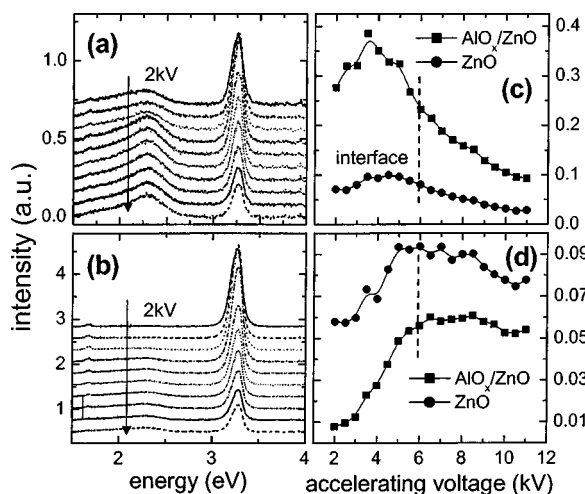 (a)
2kV
1.0
0.5
0.0
(b)
2kV
4
3
2
1
2
3
4
intensity (a.u.)
energy (eV)
AlOx/ZnO
ZnO
(c)
interface
0.4
0.3
0.2
0.1
0
(d)
AlOx/ZnO
ZnO
0.09
0.07
0.05
0.03
0.01
0 2 4 6 8 10 12
accelerating voltage (kV)